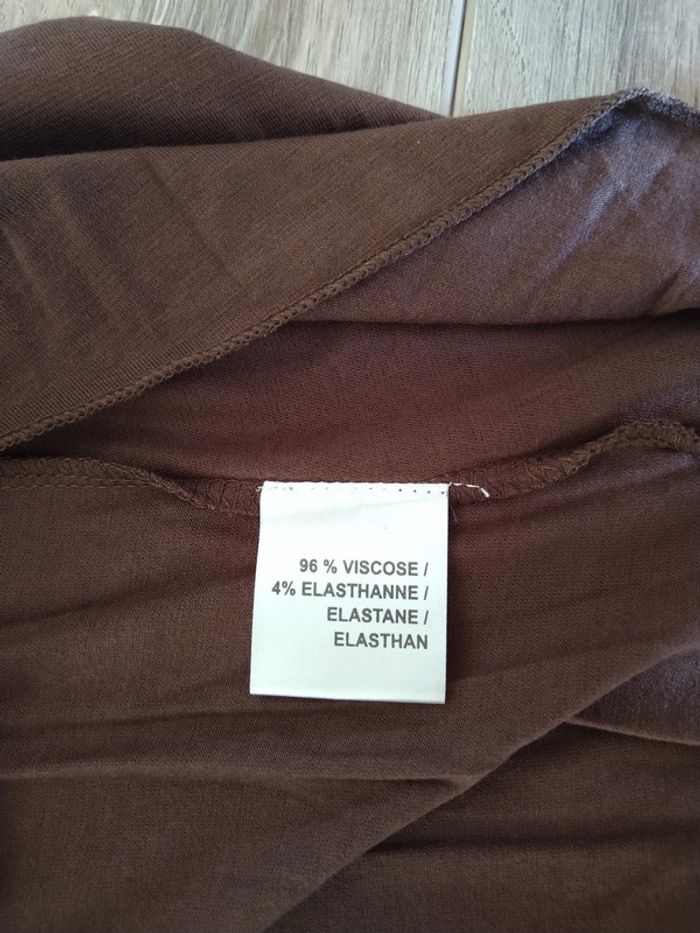 96 % VISCOSE /
4% ELASTHANNE /
ELASTANE /
ELASTHAN